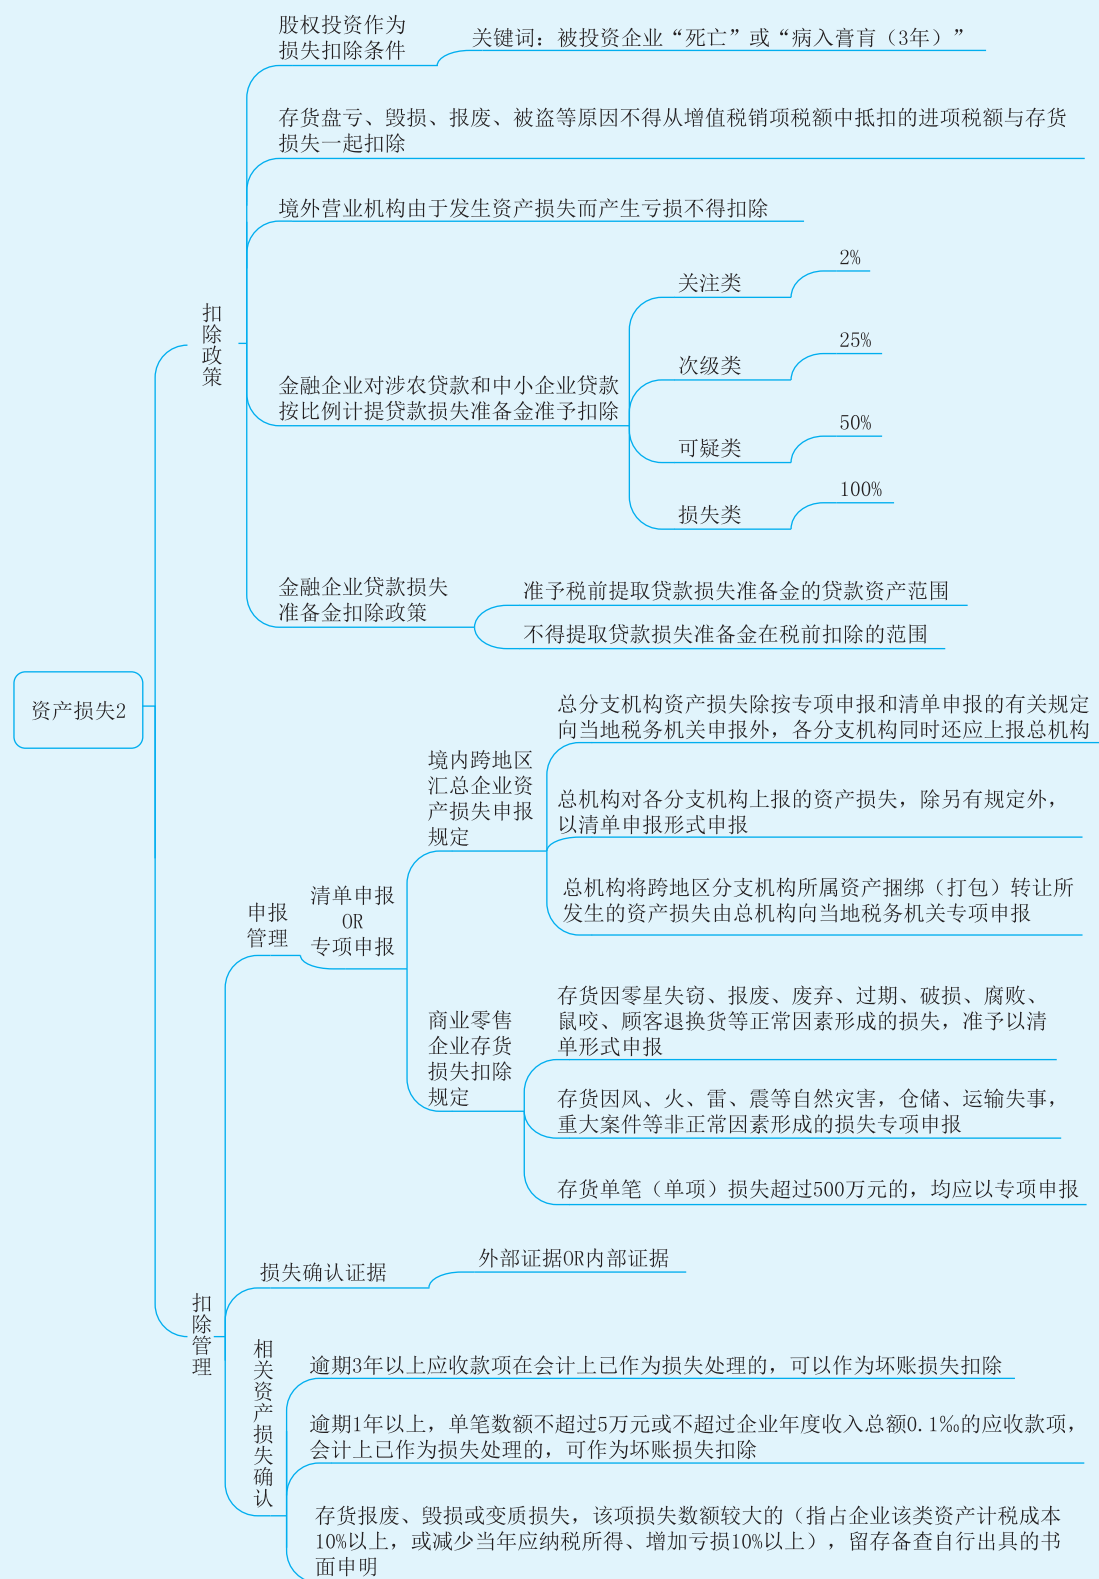 资产损失2
扣除政策
股权投资作为
损失扣除条件
关键词：被投资企业“死亡”或“病入膏肓（3年）”
存货盘亏、毁损、报废、被盗等原因不得从增值税销项税额中抵扣的进项税额与存货
损失一起扣除
境外营业机构由于发生资产损失而产生亏损不得扣除
金融企业对涉农贷款和中小企业贷款
按比例计提贷款损失准备金准予扣除
关注类
2%
次级类
25%
可疑类
50%
损失类
100%
金融企业贷款损失
准备金扣除政策
准予税前提取贷款损失准备金的贷款资产范围
不得提取贷款损失准备金在税前扣除的范围
扣除管理
申报
管理
清单申报
OR
专项申报
境内跨地区
汇总企业资
产损失申报
规定
总分支机构资产损失除按专项申报和清单申报的有关规定
向当地税务机关申报外，各分支机构同时还应上报总机构
总机构对各分支机构上报的资产损失，除另有规定外，
以清单申报形式申报
总机构将跨地区分支机构所属资产捆绑（打包）转让所
发生的资产损失由总机构向当地税务机关专项申报
商业零售
企业存货
损失扣除
规定
存货因零星失窃、报废、废弃、过期、破损、腐败、
鼠咬、顾客退换货等正常因素形成的损失，准予以清
单形式申报
存货因风、火、雷、震等自然灾害，仓储、运输失事，
重大案件等非正常因素形成的损失专项申报
存货单笔（单项）损失超过500万元的，均应以专项申报
损失确认证据
外部证据OR内部证据
相关资产损失确认
逾期3年以上应收款项在会计上已作为损失处理的，可以作为坏账损失扣除
逾期1年以上，单笔数额不超过5万元或不超过企业年度收入总额0.1‰的应收款项，
会计上已作为损失处理的，可作为坏账损失扣除
存货报废、毁损或变质损失，该项损失数额较大的（指占企业该类资产计税成本
10%以上，或减少当年应纳税所得、增加亏损10%以上），留存备查自行出具的书
面申明